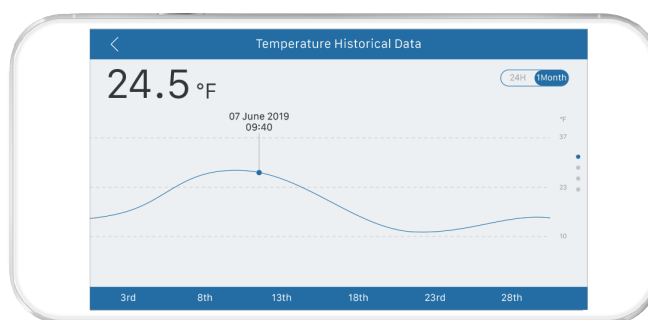 Temperature Historical Data
24.5 °F
24H 1Month
07 June 2019
09:40
°F
37
23
10
3rd 8th 13th 18th 23rd 28th